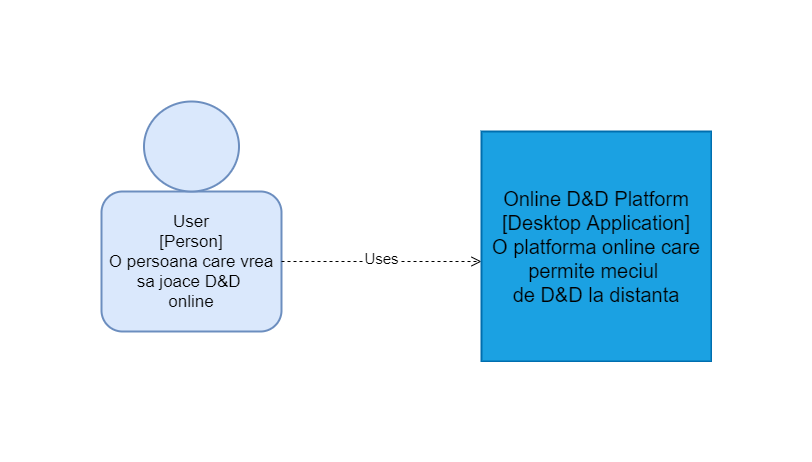 User
[Person]
O persoana care vrea
sa joace D&D
online
Uses
Online D&D Platform
[Desktop Application]
O platforma online care
permite meciul
de D&D la distanta